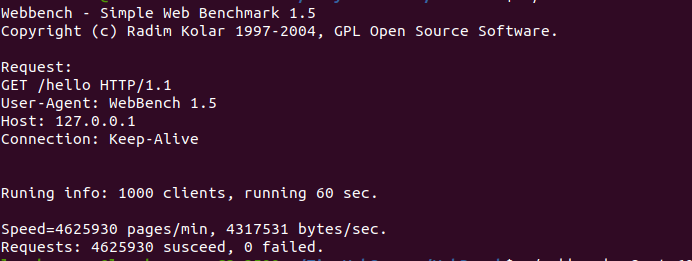 Webbench - Simple Web Benchmark 1.5
Copyright (c) Radim Kolar 1997-2004, GPL Open Source Software.
Request:
GET /hello HTTP/1.1
User-Agent: WebBench 1.5
Host: 127.0.0.1
Connection: Keep-Alive
Runing info: 1000 clients, running 60 sec.
Speed=4625930 pages/min, 4317531 bytes/sec.
Requests: 4625930 susceed, 0 failed.